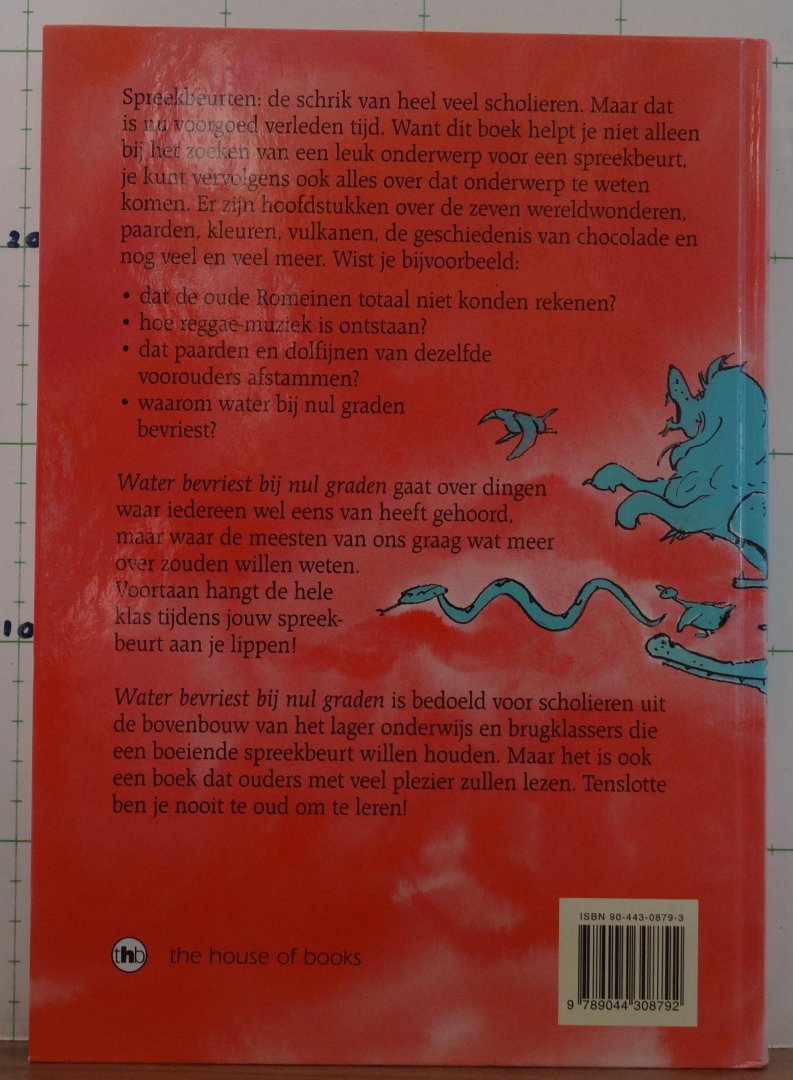 Spreekbeurten: de schrik van heel veel scholieren. Maar dat
is nu voorgoed verleden tijd. Want dit boek helpt je niet alleen
bij het zoeken van een leuk onderwerp voor een spreekbeurt,
je kunt vervolgens ook alles over dat onderwerp te weten
komen. Er zijn hoofdstukken over de zeven wereldwonderen,
paarden, kleuren, vulkanen, de geschiedenis van chocolade en
nog veel en veel meer. Wist je bijvoorbeeld:
• dat de oude Romeinen totaal niet konden rekenen?
• hoe reggae-muziek is ontstaan?
• dat paarden en dolfijnen van dezelfde
voorouders afstammen?
• waarom water bij nul graden
bevriest?
Water bevriest bij nul graden gaat over dingen
waar iedereen wel eens van heeft gehoord,
maar waar de meesten van ons graag wat meer
over zouden willen weten.
Voortaan hangt de hele
klas tijdens jouw spreek-
beurt aan je lippen!
Water bevriest bij nul graden is bedoeld voor scholieren uit
de bovenbouw van het lager onderwijs en brugklassers die
een boeiende spreekbeurt willen houden. Maar het is ook
een boek dat ouders met veel plezier zullen lezen. Tenslotte
ben je nooit te oud om te leren!
thb the house of books
ISBN 90-443-0879-3
9 789044 308792
20
10